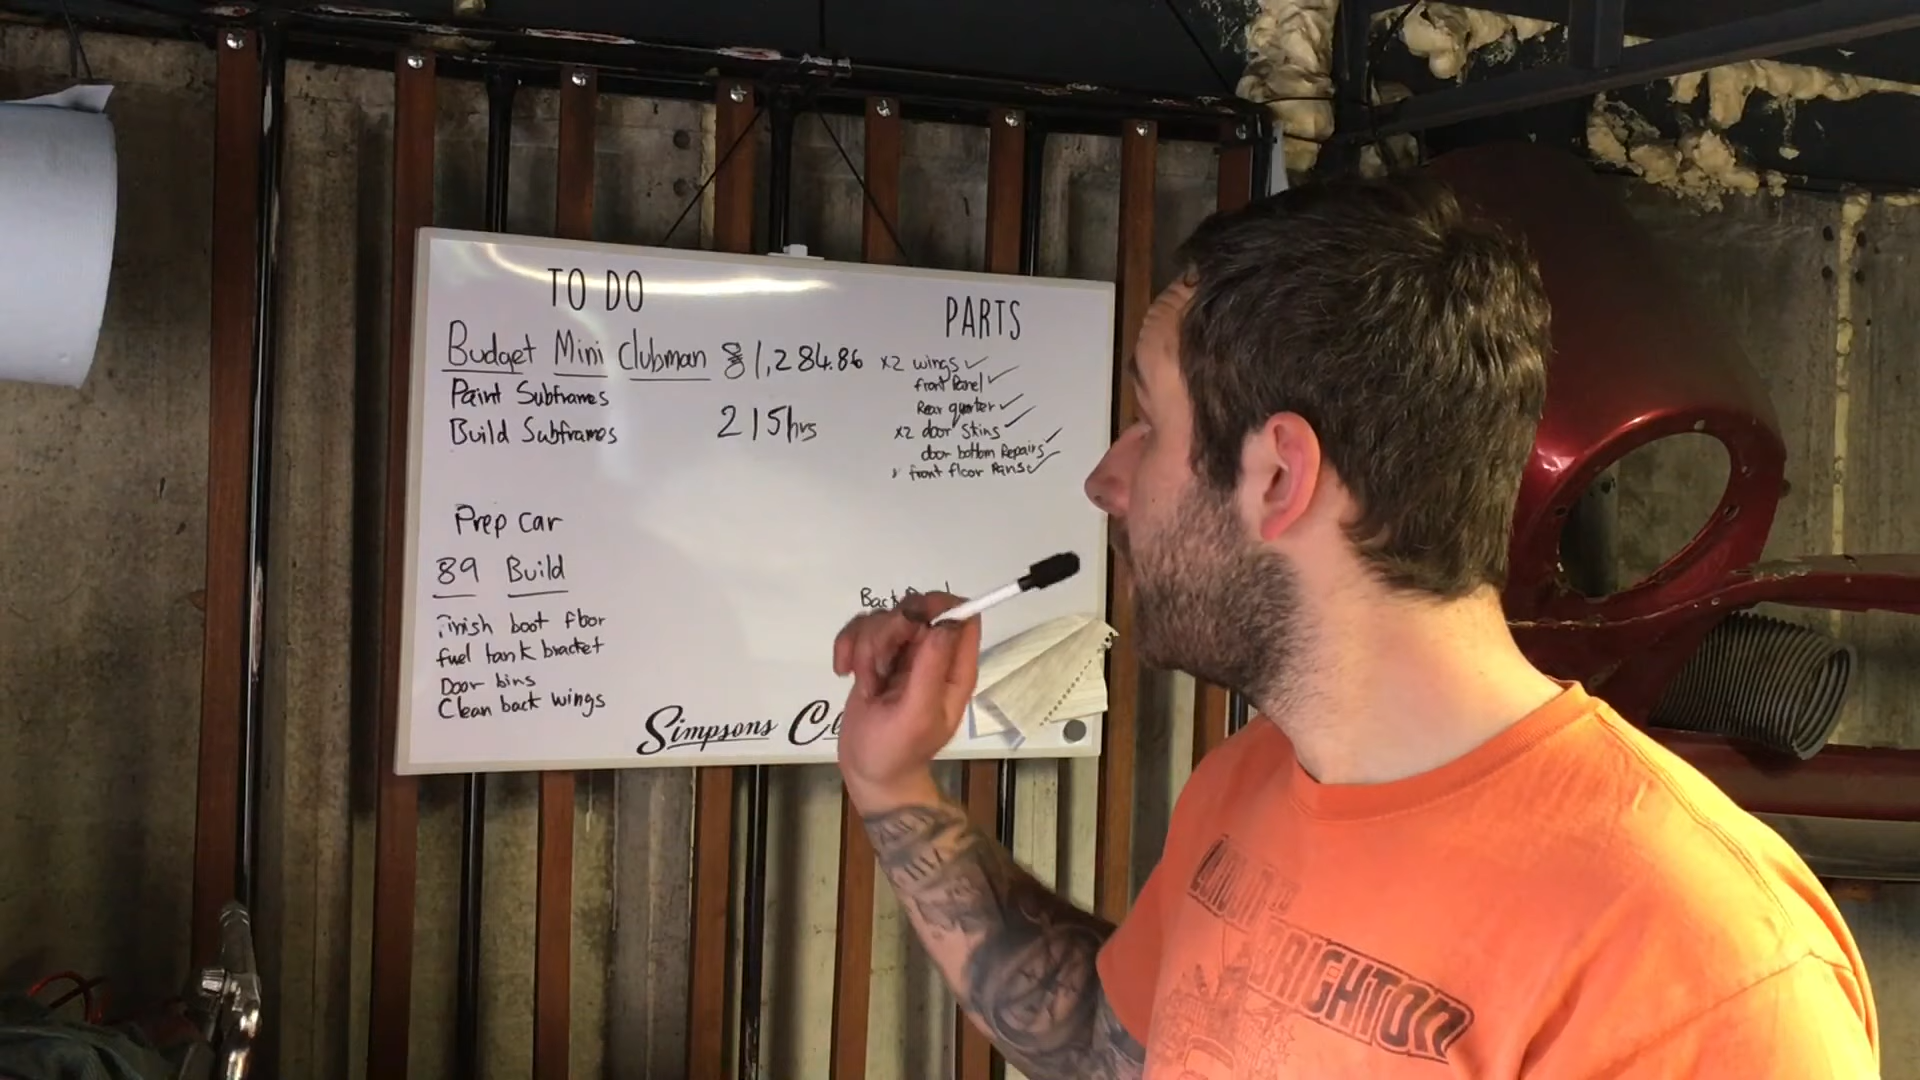 TO DO
Budget Mini Clubman
1,284.86
Paint Subframes
Build Subframes
215hrs
Prep car
89 Build
Finish boot floor
fuel tank bracket
Door bins
Clean back wings
PARTS
x2 wings ✓
front Panel ✓
Rear quarter ✓
x2 door skins ✓
door bottom Repairs ✓
front floor Pans ✓
Back
Simpsons
LONDON TO
BRIGHTON